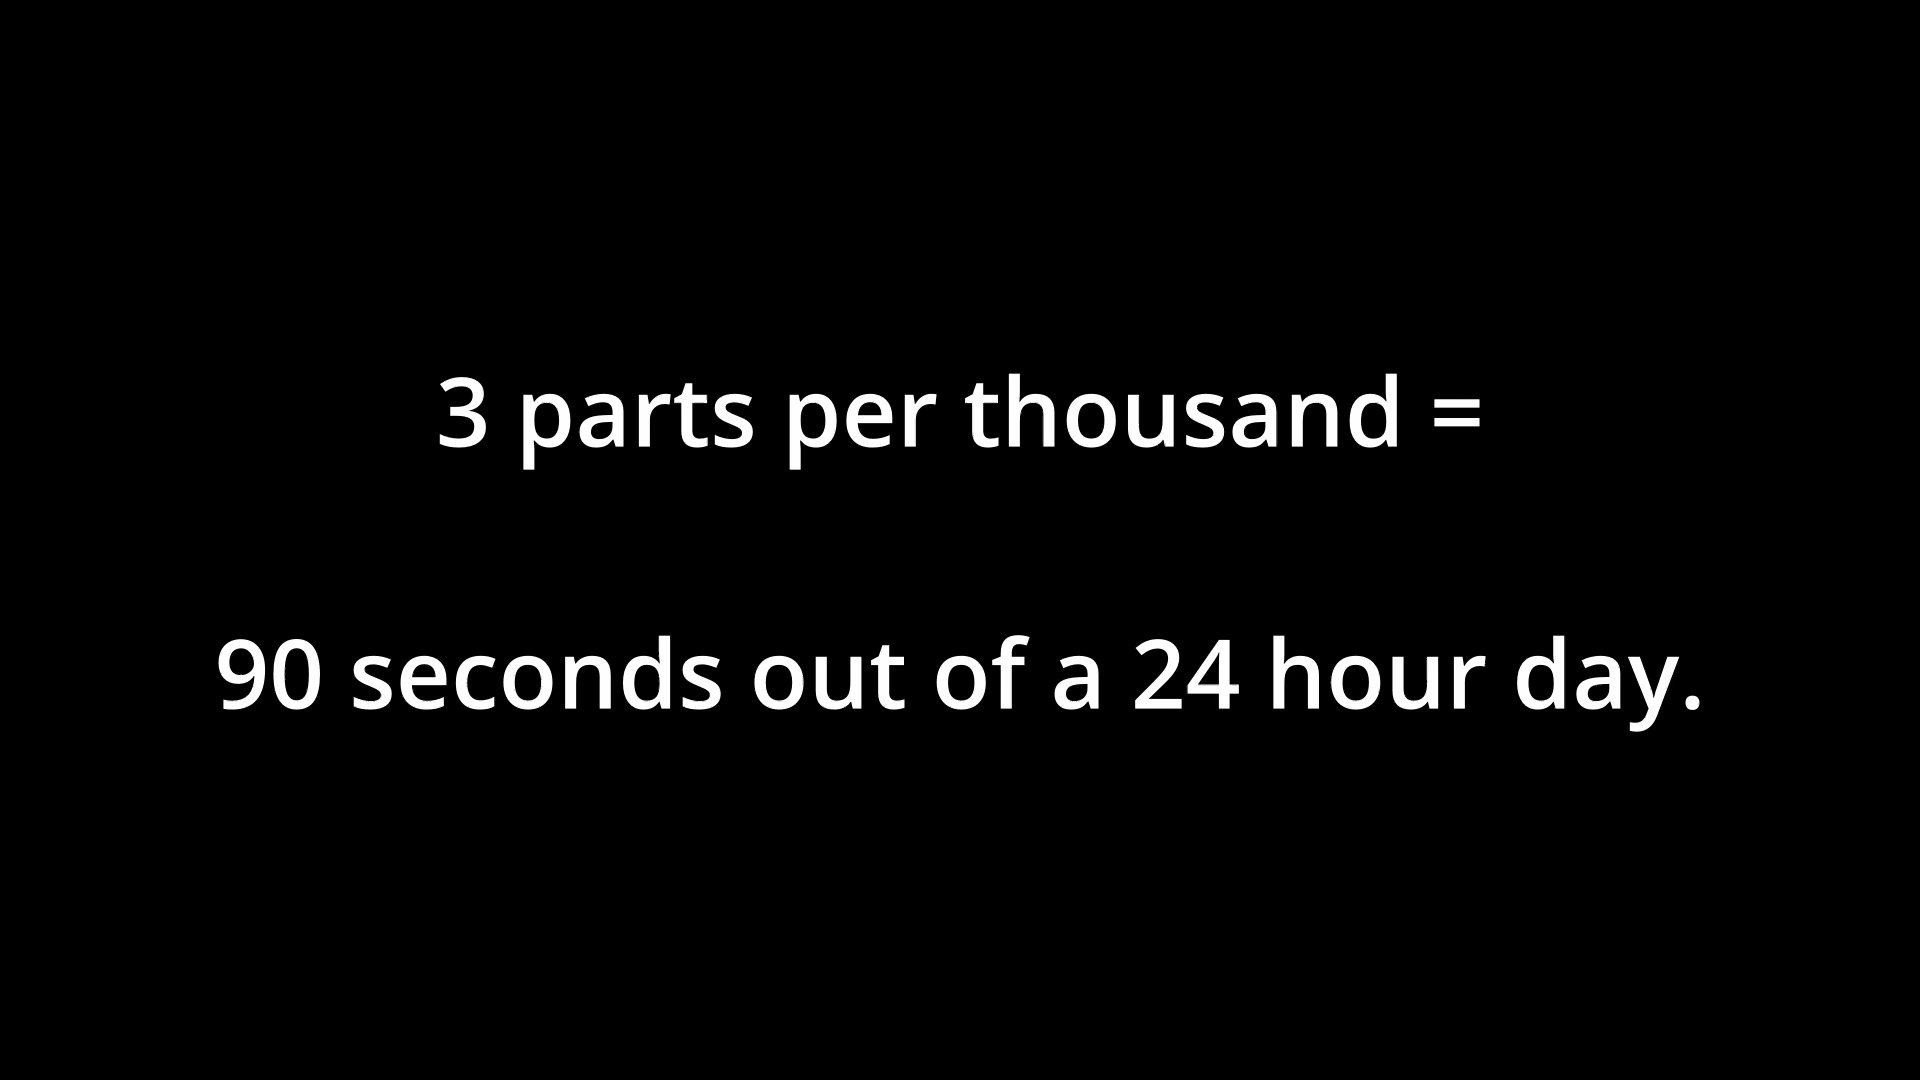 3 parts per thousand =
90 seconds out of a 24 hour day.